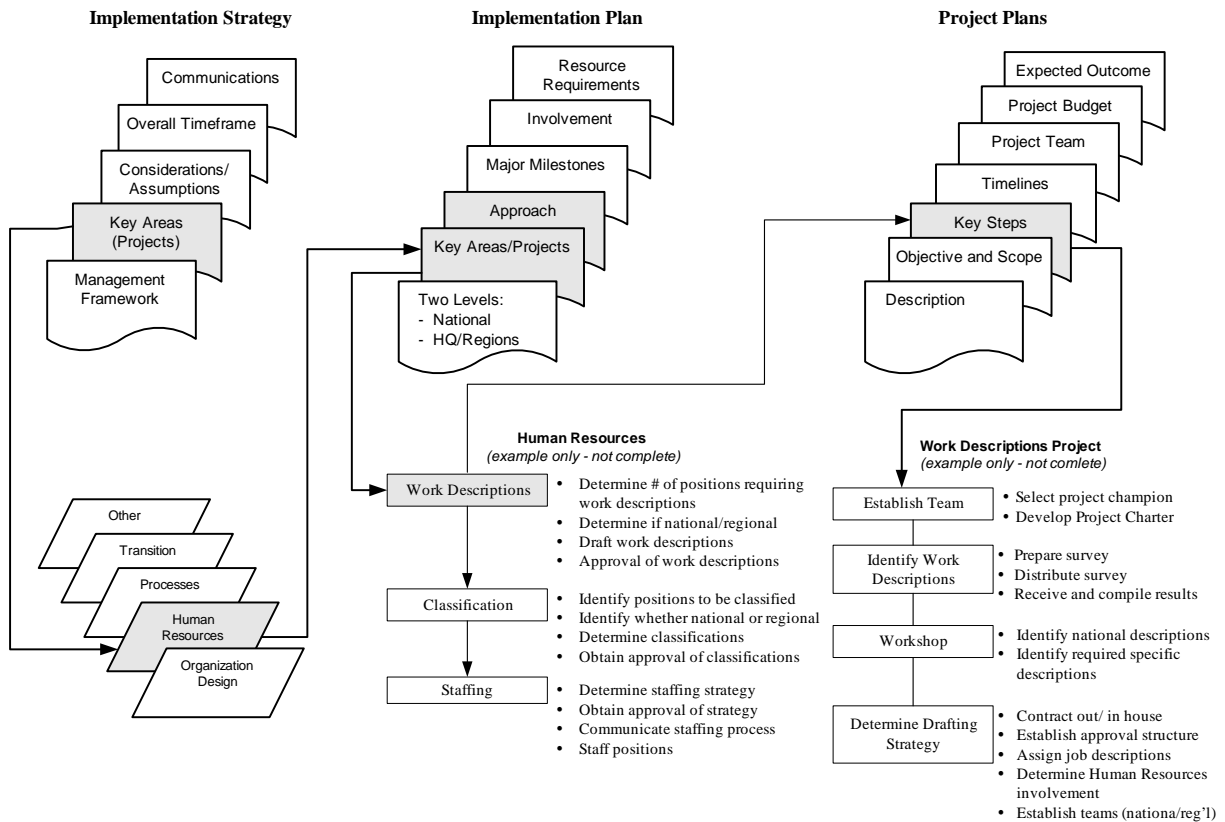 Implementation Strategy
Communications
Overall Timeframe
Considerations/
Assumptions
Key Areas
(Projects)
Management
Framework
Other
Transition
Processes
Human
Resources
Organization
Design
Implementation Plan
Resource
Requirements
Involvement
Major Milestones
Approach
Key Areas/Projects
Two Levels:
- National
- HQ/Regions
Human Resources
(example only - not comlete)
Work Descriptions
• Determine # of positions requiring
work descriptions
• Determine if national/regional
• Draft work descriptions
• Approval of work descriptions
Classification
• Identify positions to be classified
• Identify whether national or regional
• Determine classifications
• Obtain approval of classifications
Staffing
• Determine staffing strategy
• Obtain approval of strategy
• Communicate staffing process
• Staff positions
Project Plans
Expected Outcome
Project Budget
Project Team
Timelines
Key Steps
Objective and Scope
Description
Work Descriptions Project
(example only - not comlete)
Establish Team
• Select project champion
• Develop Project Charter
Identify Work
Descriptions
• Prepare survey
• Distribute survey
• Receive and compile results
Workshop
• Identify national descriptions
• Identify required specific
descriptions
Determine Drafting
Strategy
• Contract out/ in house
• Establish approval structure
• Assign job descriptions
• Determine Human Resources
involvement
• Establish teams (nationa/reg'l)